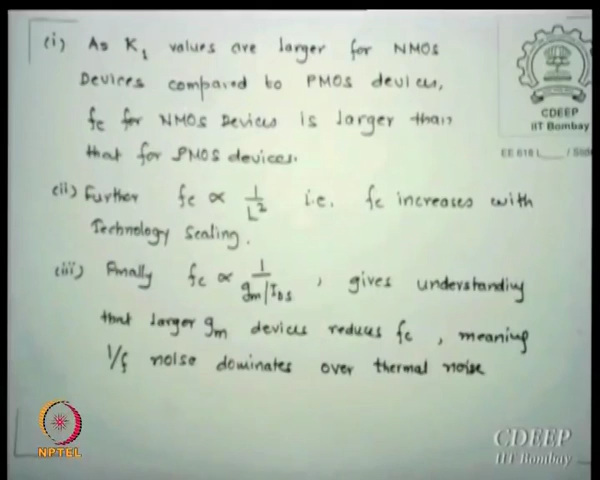 (i) As K₁ values are larger for NMOS
Devices compared to PMOS devices,
fc for NMOS Devices is larger than
that for PMOS devices.
(ii) Further fc ∝ 1/L² i.e. fc increases with
Technology Scaling.
(iii) Finally fc ∝ 1/(gm/IDS) , gives understanding
that larger gm devices reduces fc , meaning
1/f noise dominates over thermal noise
CDEEP
IIT Bombay
EE 618 L / Slide
NPTEL
CDEEP
IIT Bombay